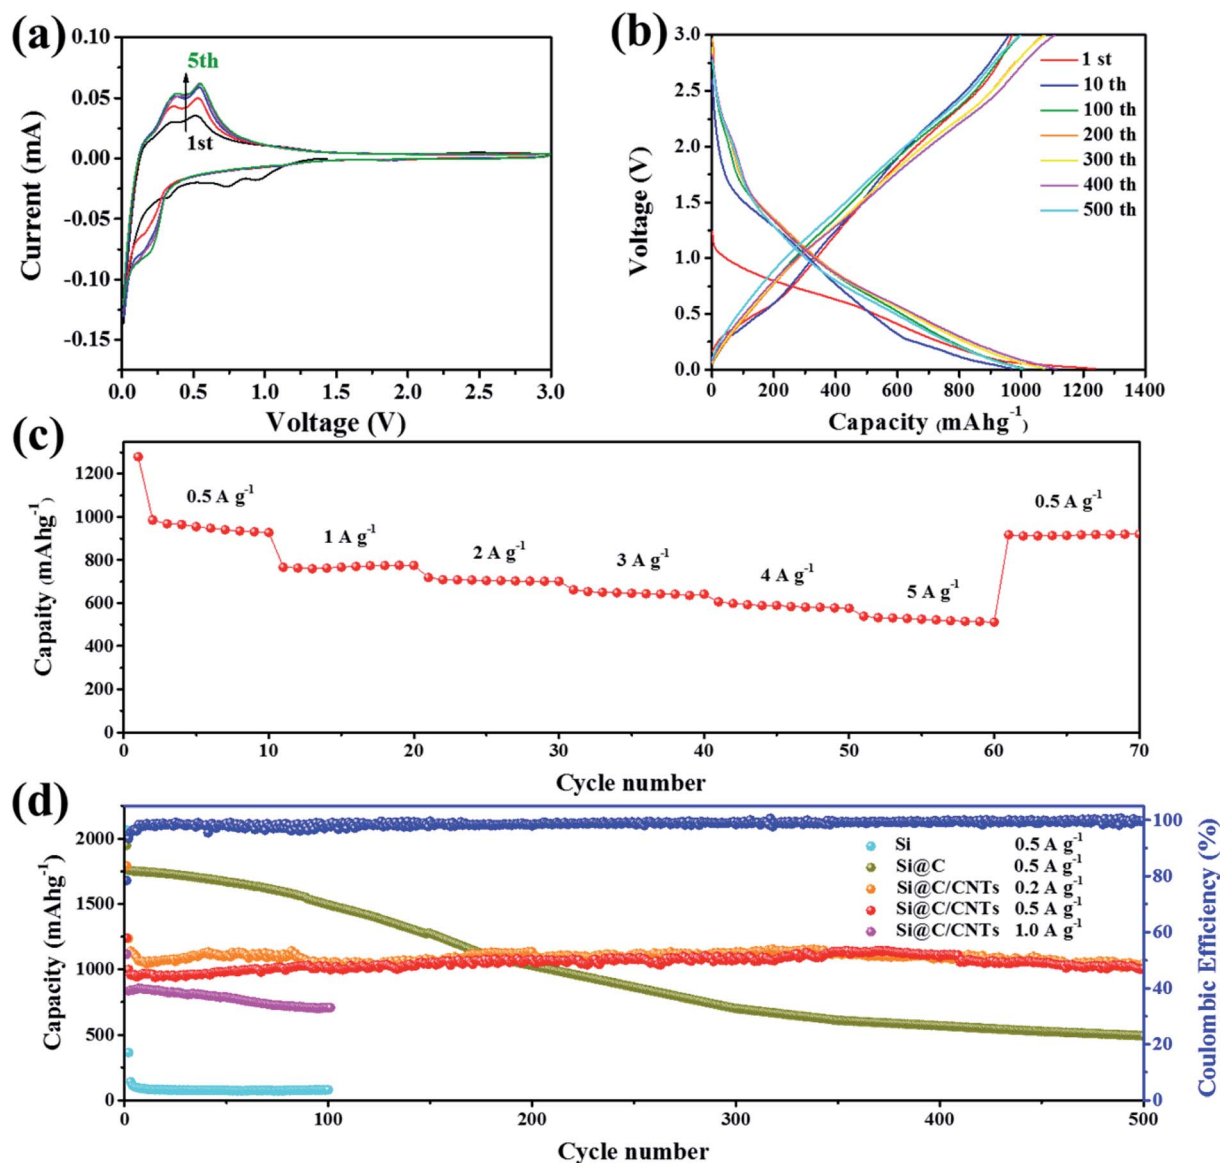 (a)
0.10
0.05
0.00
-0.05
-0.10
-0.15
Current (mA)
5th
1st
0.0 0.5 1.0 1.5 2.0 2.5 3.0
Voltage (V)
(b)
3.0
2.5
2.0
1.5
1.0
0.5
0.0
Voltage (V)
1 st
10 th
100 th
200 th
300 th
400 th
500 th
0 200 400 600 800 1000 1200 1400
Capacity (mAhg⁻¹)
(c)
1200
1000
800
600
400
200
0
Capaity (mAhg⁻¹)
0.5 A g⁻¹
1 A g⁻¹
2 A g⁻¹
3 A g⁻¹
4 A g⁻¹
5 A g⁻¹
0.5 A g⁻¹
0 10 20 30 40 50 60 70
Cycle number
(d)
2000
1750
1500
1000
500
0
Capacity (mAhg⁻¹)
Si 0.5 A g⁻¹
Si@C 0.5 A g⁻¹
Si@C/CNTs 0.2 A g⁻¹
Si@C/CNTs 0.5 A g⁻¹
Si@C/CNTs 1.0 A g⁻¹
100
80
60
40
20
0
Coulombic Efficiency (%)
0 100 200 300 400 500
Cycle number